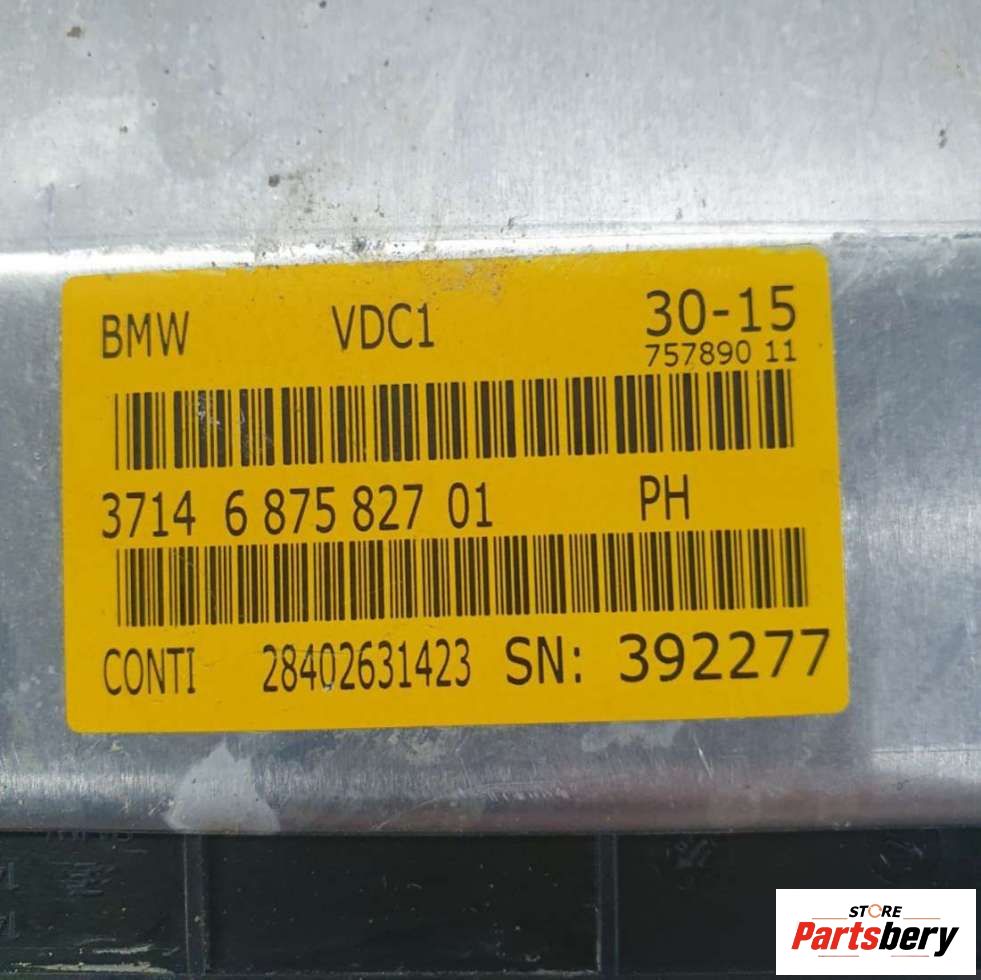 BMW VDC1 30-15
757890 11
3714 6 875 827 01 PH
CONTI 28402631423 SN: 392277
STORE
Partsbery